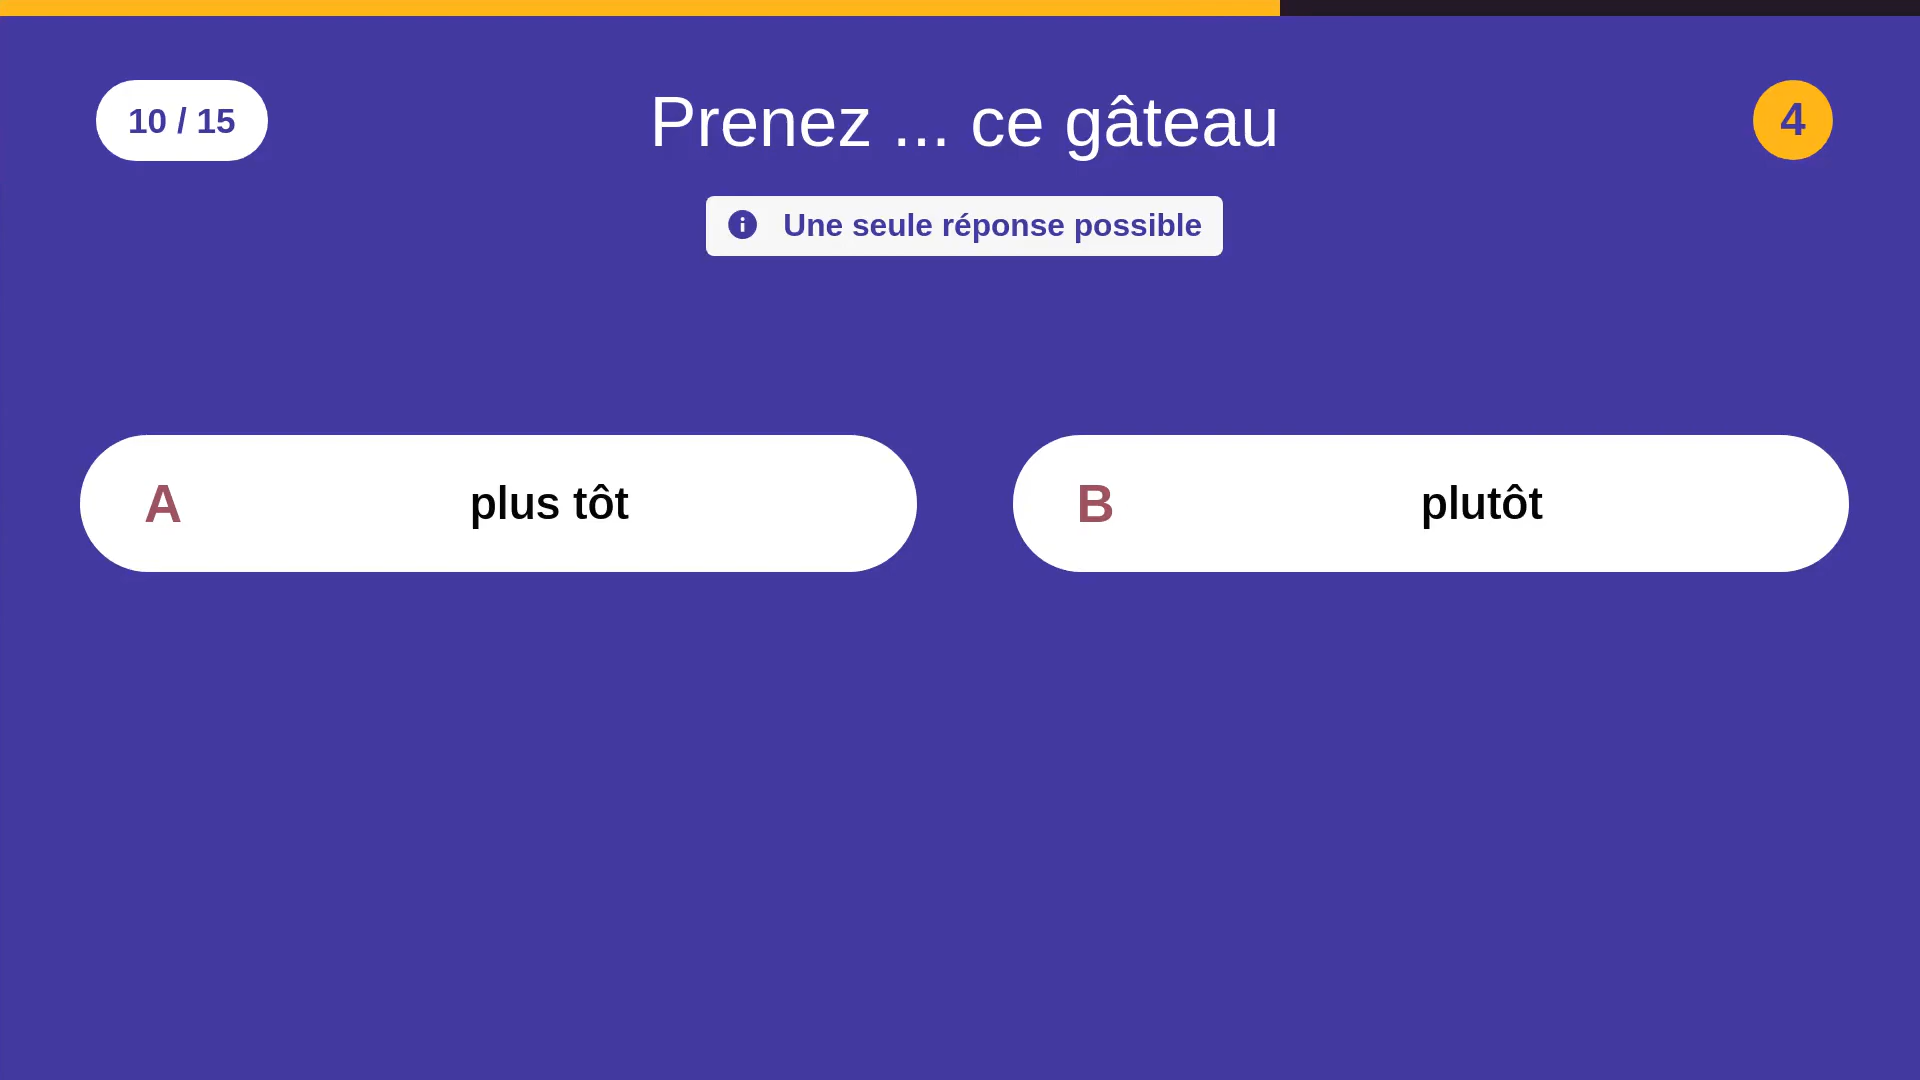 10 / 15
Prenez ... ce gâteau
4
Une seule réponse possible
A plus tôt
B plutôt